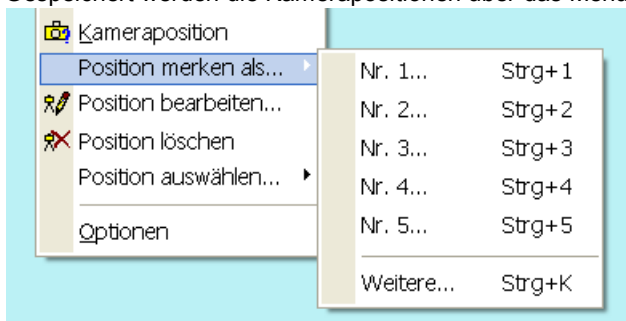 Gespeichert werden die Kamerapositionen über das Menü
Kameraposition
Position merken als...
Position bearbeiten...
Position löschen
Position auswählen...
Optionen
Nr. 1... Strg+1
Nr. 2... Strg+2
Nr. 3... Strg+3
Nr. 4... Strg+4
Nr. 5... Strg+5
Weitere... Strg+K